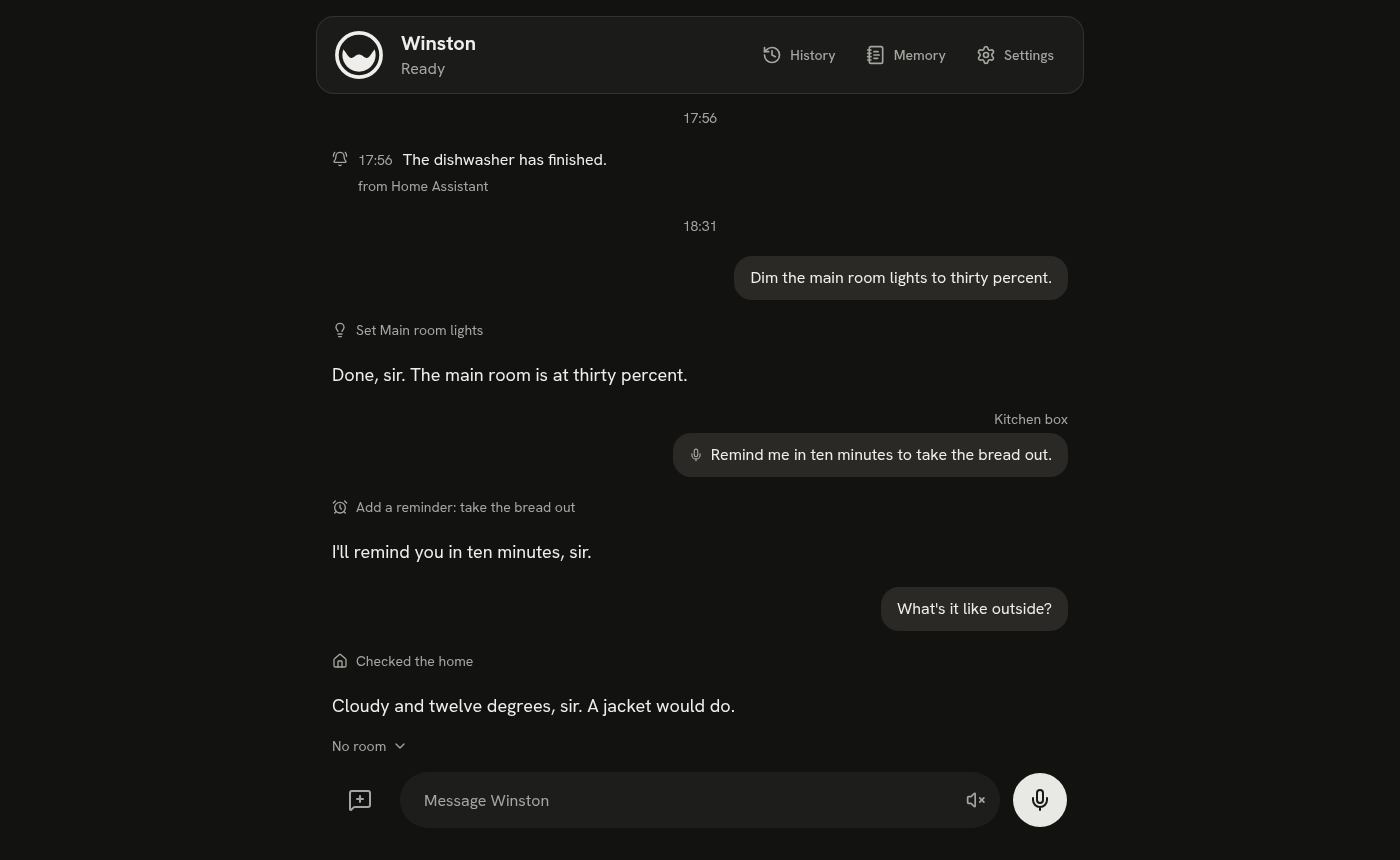 Winston
Ready
History
Memory
Settings
17:56
17:56 The dishwasher has finished.
from Home Assistant
18:31
Dim the main room lights to thirty percent.
Set Main room lights
Done, sir. The main room is at thirty percent.
Kitchen box
Remind me in ten minutes to take the bread out.
Add a reminder: take the bread out
I'll remind you in ten minutes, sir.
What's it like outside?
Checked the home
Cloudy and twelve degrees, sir. A jacket would do.
No room
Message Winston